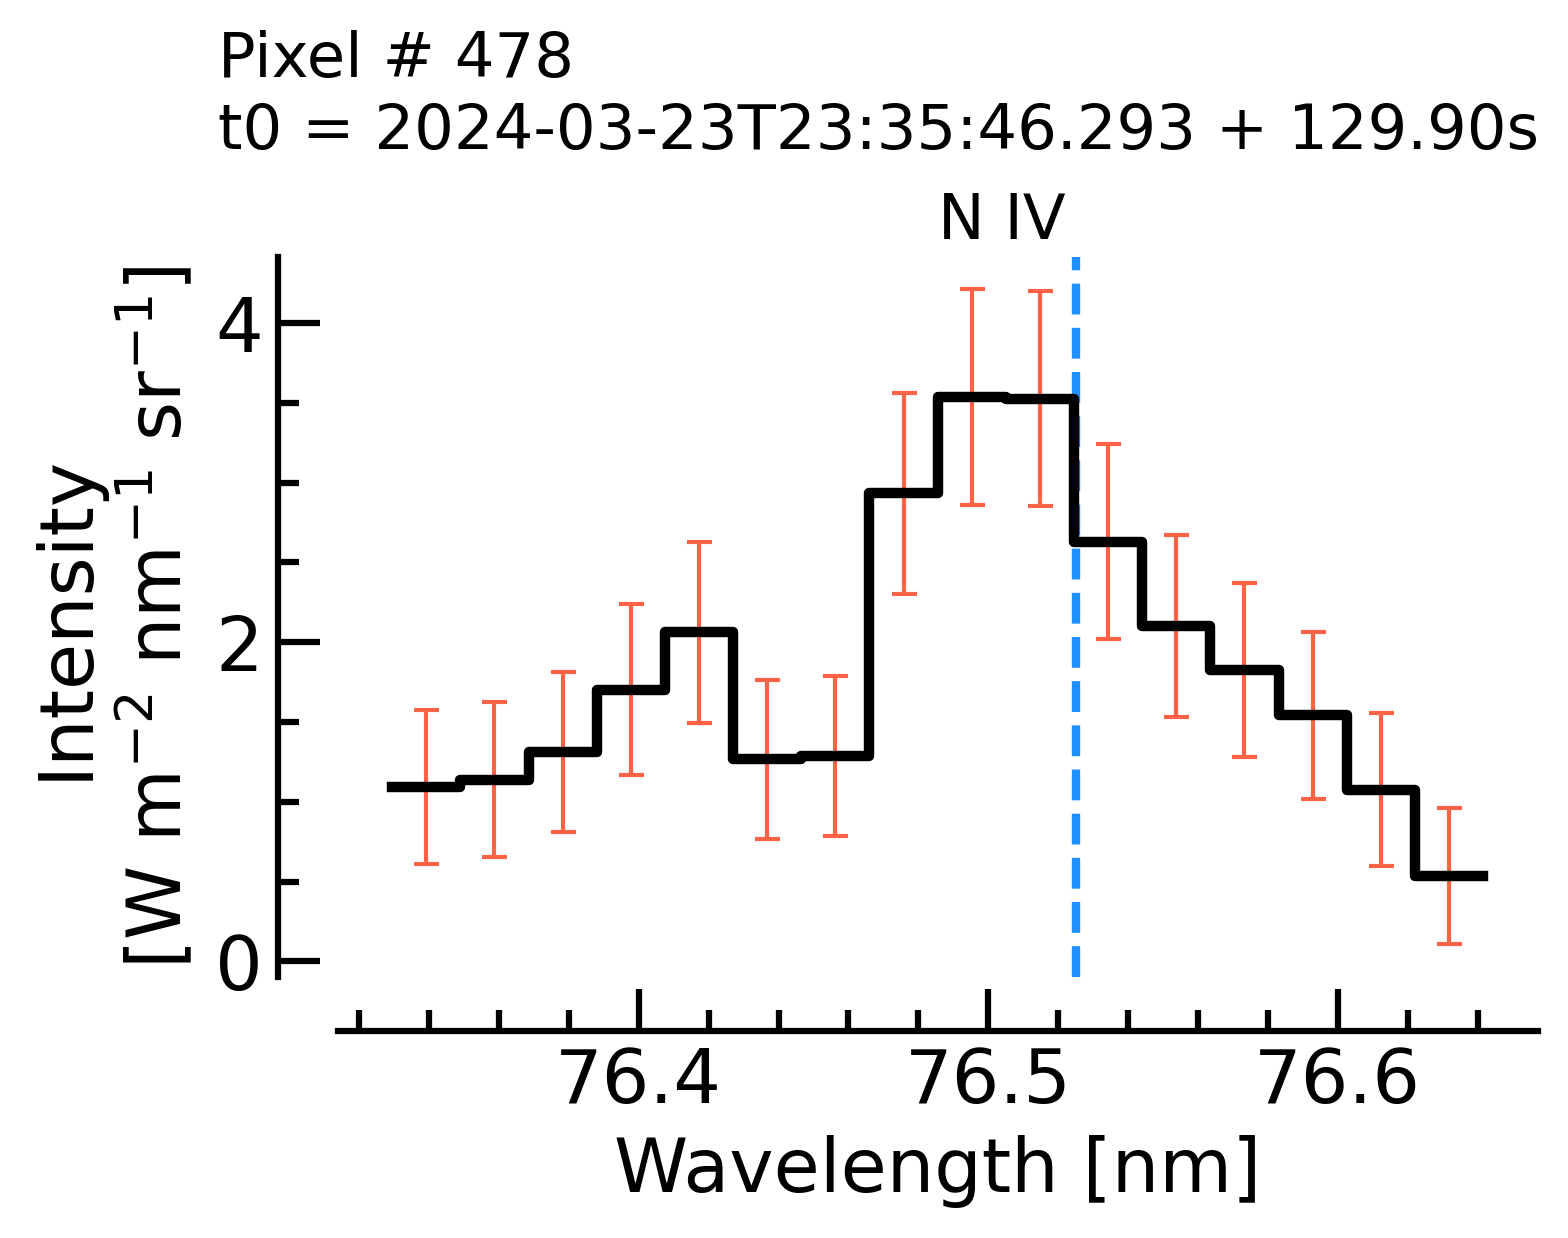 Pixel # 478
t0 = 2024-03-23T23:35:46.293 + 129.90s
N IV
Intensity
[W m⁻² nm⁻¹ sr⁻¹]
4
2
0
76.4 76.5 76.6
Wavelength [nm]